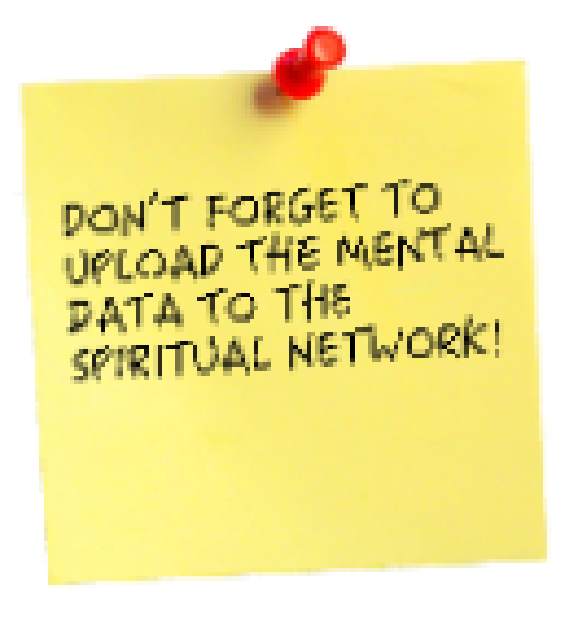 DON'T FORGET TO
UPLOAD THE MENTAL
DATA TO THE
SPIRITUAL NETWORK!